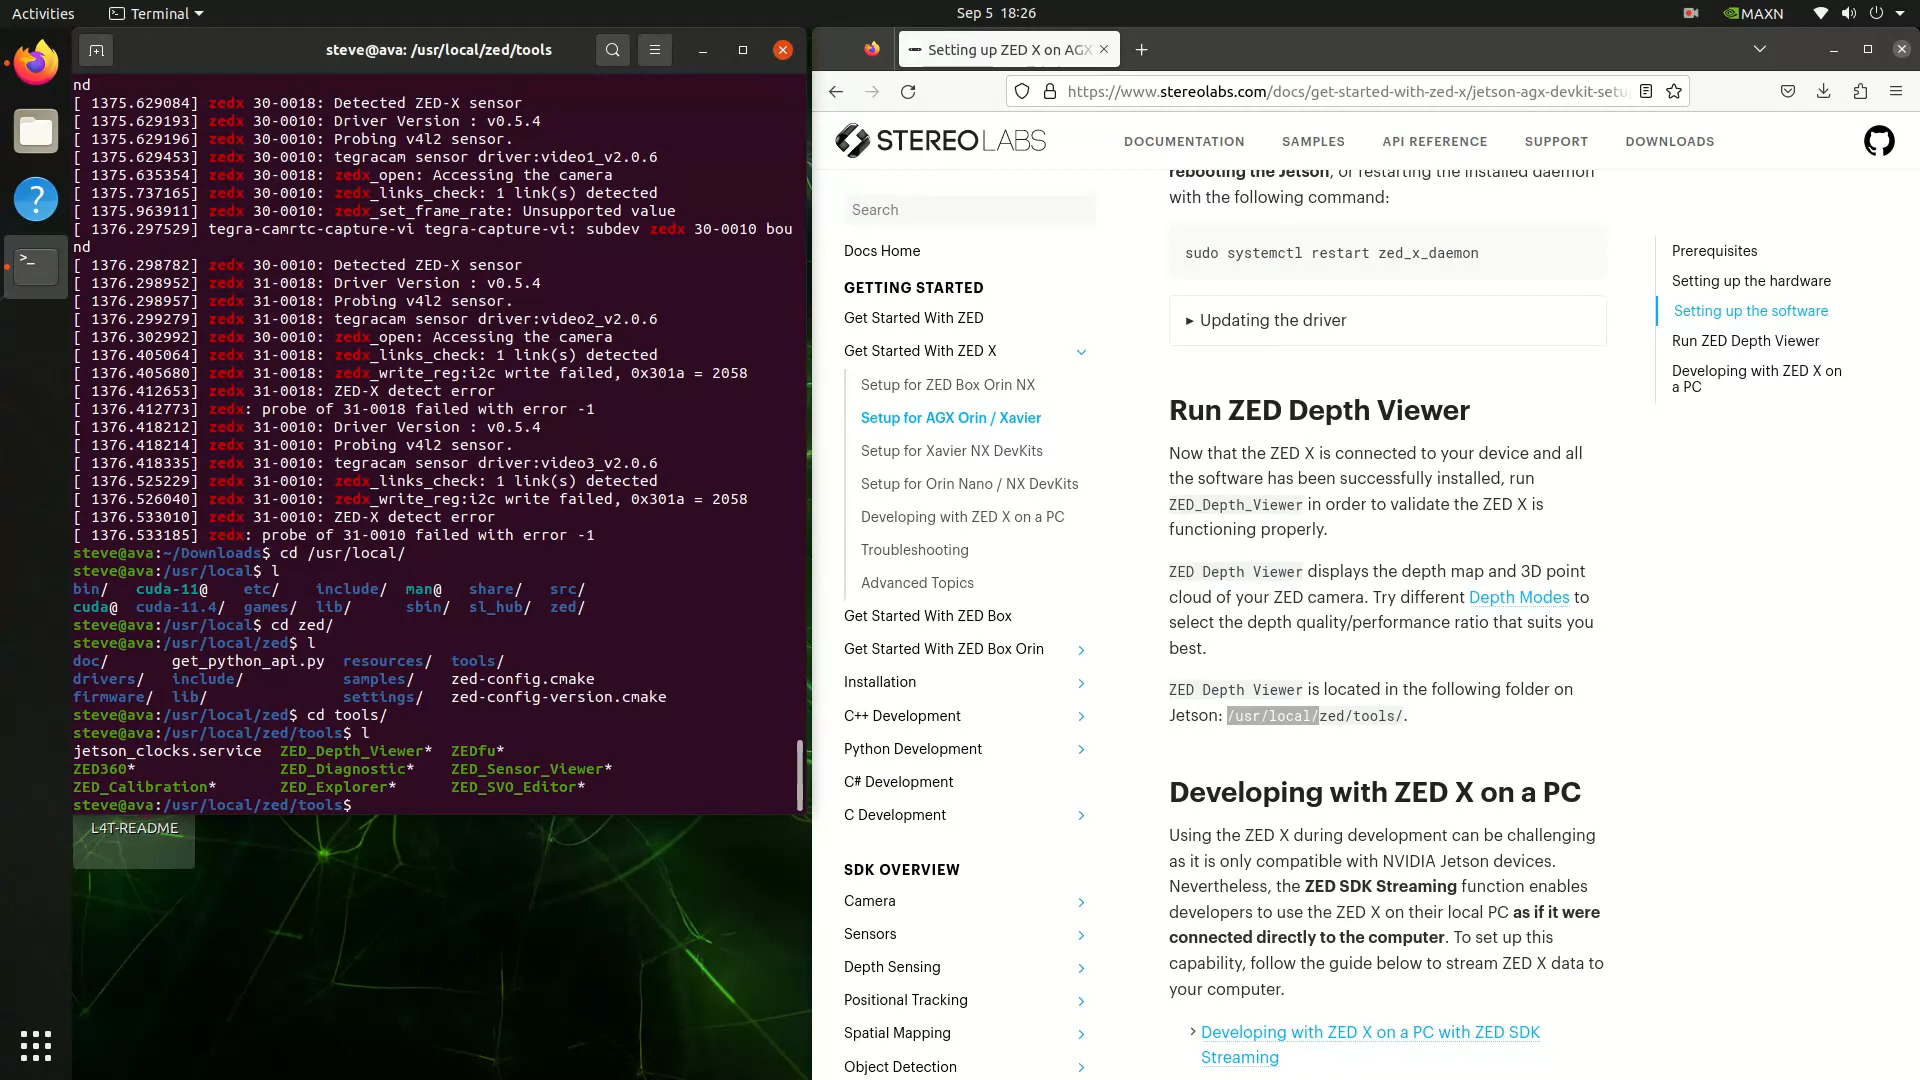 Activities
Terminal
Sep 5 18:26
MAXN
steve@ava: /usr/local/zed/tools
nd
[ 1375.629084] zedx 30-0018: Detected ZED-X sensor
[ 1375.629193] zedx 30-0010: Driver Version : v0.5.4
[ 1375.629196] zedx 30-0010: Probing v4l2 sensor.
[ 1375.629453] zedx 30-0010: tegracam sensor driver:video1_v2.0.6
[ 1375.635354] zedx 30-0018: zedx_open: Accessing the camera
[ 1375.737165] zedx 30-0010: zedx_links_check: 1 link(s) detected
[ 1375.963911] zedx 30-0010: zedx_set_frame_rate: Unsupported value
[ 1376.297529] tegra-camrtc-capture-vi tegra-capture-vi: subdev zedx 30-0010 bou
nd
[ 1376.298782] zedx 30-0010: Detected ZED-X sensor
[ 1376.298952] zedx 31-0018: Driver Version : v0.5.4
[ 1376.298957] zedx 31-0018: Probing v4l2 sensor.
[ 1376.299279] zedx 31-0018: tegracam sensor driver:video2_v2.0.6
[ 1376.302992] zedx 30-0010: zedx_open: Accessing the camera
[ 1376.405064] zedx 31-0018: zedx_links_check: 1 link(s) detected
[ 1376.405680] zedx 31-0018: zedx_write_reg:i2c write failed, 0x301a = 2058
[ 1376.412653] zedx 31-0018: ZED-X detect error
[ 1376.412773] zedx: probe of 31-0018 failed with error -1
[ 1376.418212] zedx 31-0010: Driver Version : v0.5.4
[ 1376.418214] zedx 31-0010: Probing v4l2 sensor.
[ 1376.418335] zedx 31-0010: tegracam sensor driver:video3_v2.0.6
[ 1376.525229] zedx 31-0010: zedx_links_check: 1 link(s) detected
[ 1376.526040] zedx 31-0010: zedx_write_reg:i2c write failed, 0x301a = 2058
[ 1376.533010] zedx 31-0010: ZED-X detect error
[ 1376.533185] zedx: probe of 31-0010 failed with error -1
steve@ava:~/Downloads$ cd /usr/local/
steve@ava:/usr/local$ l
bin/ cuda-11@ etc/ include/ man@ share/ src/
cuda@ cuda-11.4/ games/ lib/ sbin/ sl_hub/ zed/
steve@ava:/usr/local$ cd zed/
steve@ava:/usr/local/zed$ l
doc/ get_python_api.py resources/ tools/
drivers/ include/ samples/ zed-config.cmake
firmware/ lib/ settings/ zed-config-version.cmake
steve@ava:/usr/local/zed$ cd tools/
steve@ava:/usr/local/zed/tools$ l
jetson_clocks.service ZED_Depth_Viewer* ZEDfu*
ZED360* ZED_Diagnostic* ZED_Sensor_Viewer*
ZED_Calibration* ZED_Explorer* ZED_SVO_Editor*
steve@ava:/usr/local/zed/tools$
L4T-README
Setting up ZED X on AGX
https://www.stereolabs.com/docs/get-started-with-zed-x/jetson-agx-devkit-setu
STEREOLABS
DOCUMENTATION
SAMPLES
API REFERENCE
SUPPORT
DOWNLOADS
Search
Docs Home
GETTING STARTED
Get Started With ZED
Get Started With ZED X
Setup for ZED Box Orin NX
Setup for AGX Orin / Xavier
Setup for Xavier NX DevKits
Setup for Orin Nano / NX DevKits
Developing with ZED X on a PC
Troubleshooting
Advanced Topics
Get Started With ZED Box
Get Started With ZED Box Orin
Installation
C++ Development
Python Development
C# Development
C Development
SDK OVERVIEW
Camera
Sensors
Depth Sensing
Positional Tracking
Spatial Mapping
Object Detection
rebooting the Jetson, or restarting the installed daemon
with the following command:
sudo systemctl restart zed_x_daemon
▸ Updating the driver
Run ZED Depth Viewer
Now that the ZED X is connected to your device and all
the software has been successfully installed, run
ZED_Depth_Viewer in order to validate the ZED X is
functioning properly.
ZED Depth Viewer displays the depth map and 3D point
cloud of your ZED camera. Try different Depth Modes to
select the depth quality/performance ratio that suits you
best.
ZED Depth Viewer is located in the following folder on
Jetson: /usr/local/zed/tools/.
Developing with ZED X on a PC
Using the ZED X during development can be challenging
as it is only compatible with NVIDIA Jetson devices.
Nevertheless, the ZED SDK Streaming function enables
developers to use the ZED X on their local PC as if it were
connected directly to the computer. To set up this
capability, follow the guide below to stream ZED X data to
your computer.
› Developing with ZED X on a PC with ZED SDK
Streaming
Prerequisites
Setting up the hardware
Setting up the software
Run ZED Depth Viewer
Developing with ZED X on
a PC